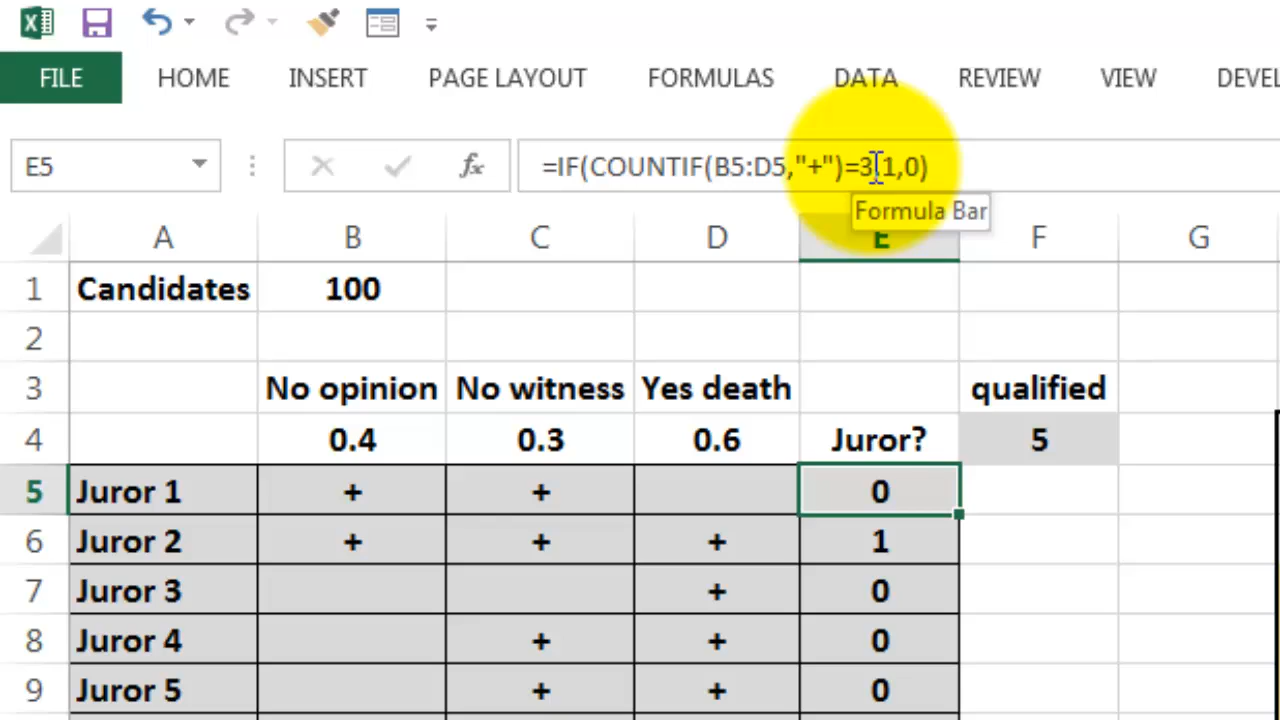 FILE HOME INSERT PAGE LAYOUT FORMULAS DATA REVIEW VIEW DEVEL
E5 fx =IF(COUNTIF(B5:D5,"+")=3,1,0)
Formula Bar
A B C D E F G
1 Candidates 100
2
3 No opinion No witness Yes death qualified
4 0.4 0.3 0.6 Juror? 5
5 Juror 1 + + 0
6 Juror 2 + + + 1
7 Juror 3 + 0
8 Juror 4 + + 0
9 Juror 5 + + 0